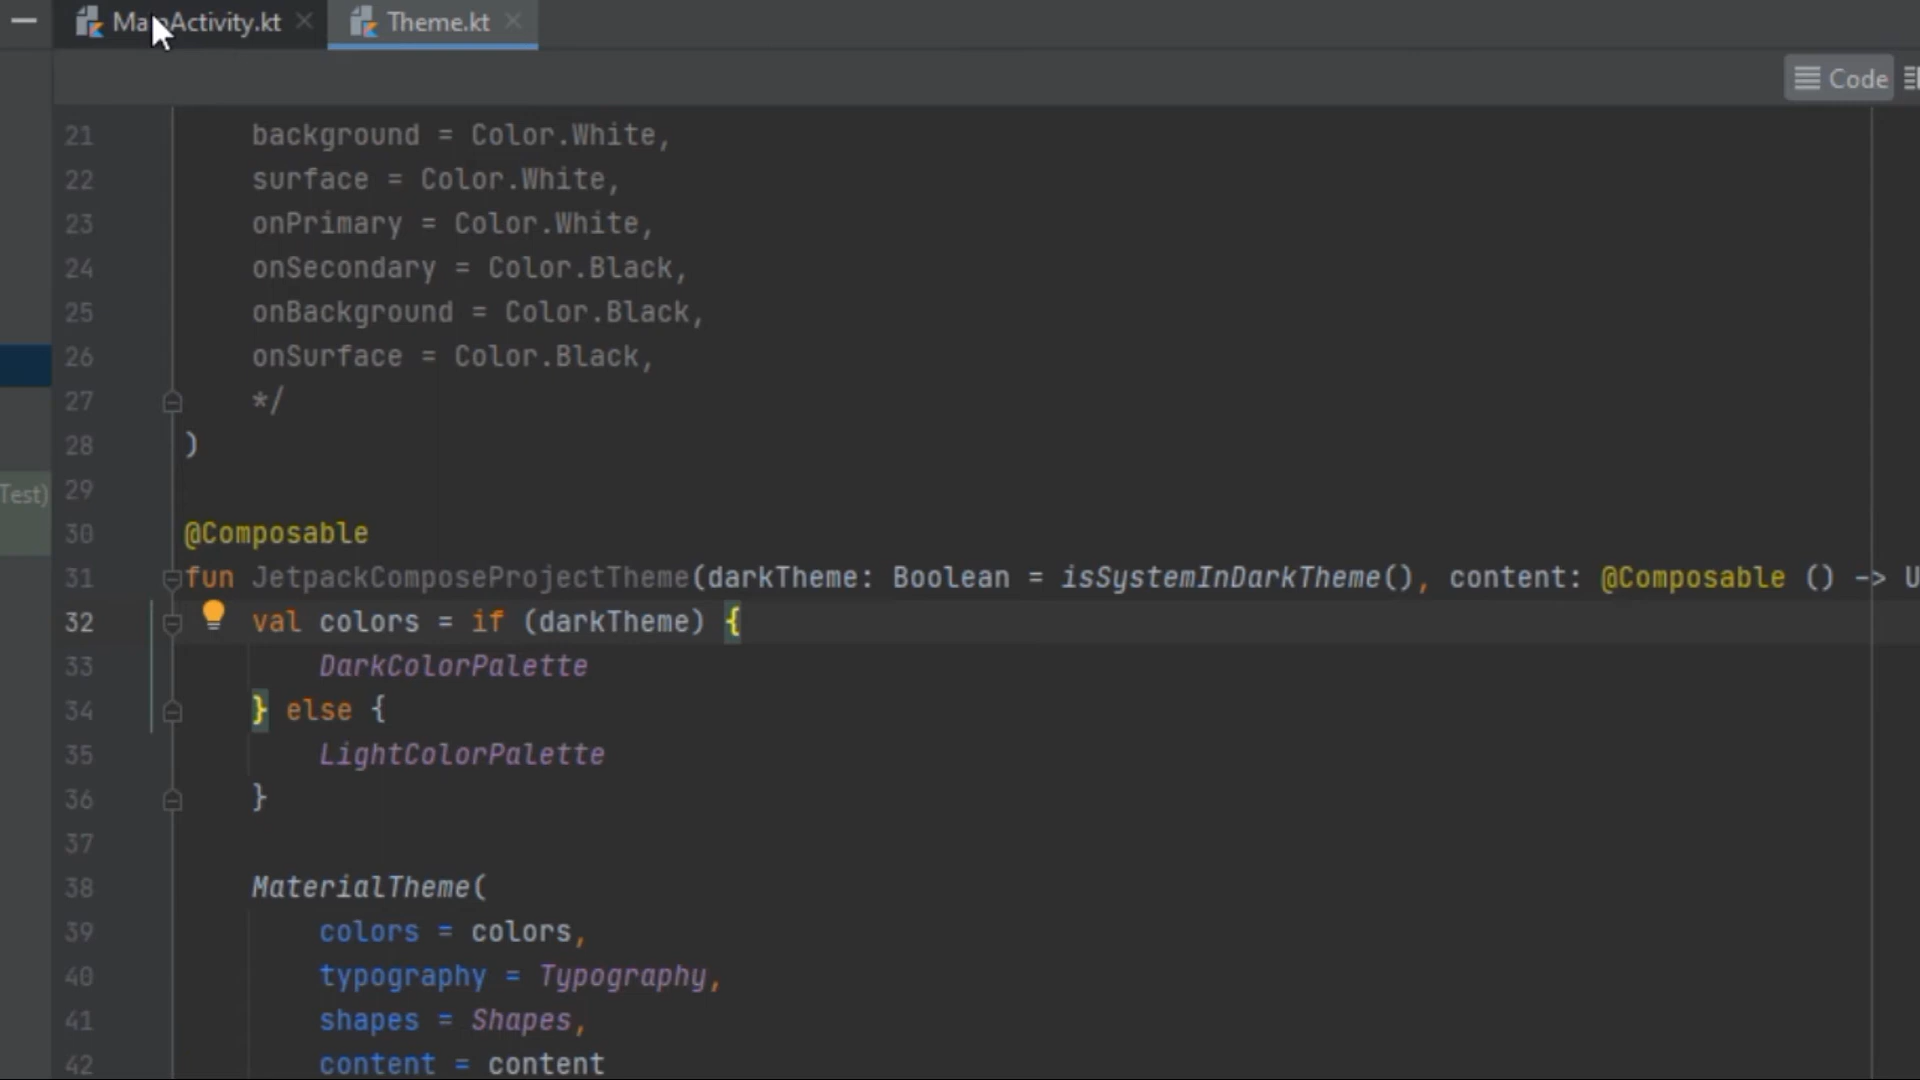 MainActivity.kt
Theme.kt
Code
21 background = Color.White,
22 surface = Color.White,
23 onPrimary = Color.White,
24 onSecondary = Color.Black,
25 onBackground = Color.Black,
26 onSurface = Color.Black,
27 */
28 )
Test) 29
30 @Composable
31 fun JetpackComposeProjectTheme(darkTheme: Boolean = isSystemInDarkTheme(), content: @Composable () -> U
32 val colors = if (darkTheme) {
33 DarkColorPalette
34 } else {
35 LightColorPalette
36 }
37
38 MaterialTheme(
39 colors = colors,
40 typography = Typography,
41 shapes = Shapes,
42 content = content